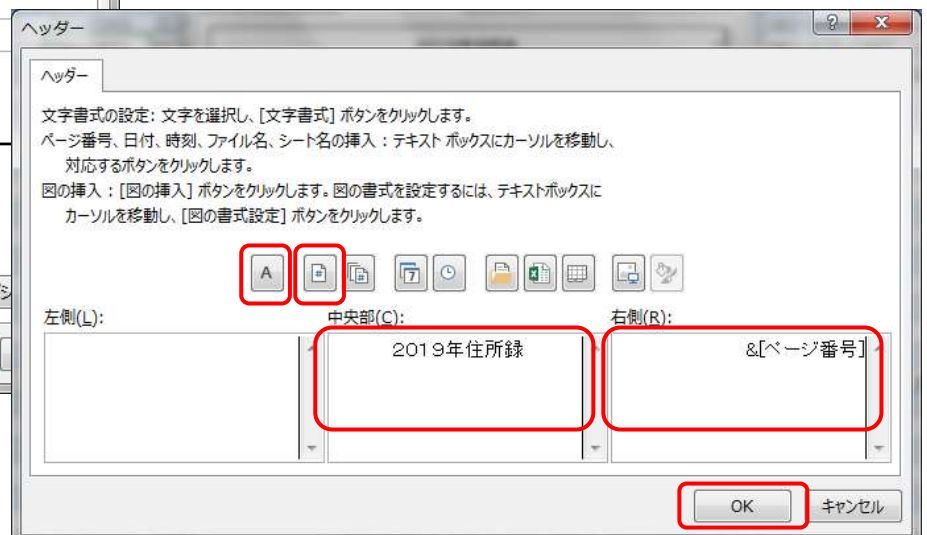 ヘッダー
ヘッダー
文字書式の設定: 文字を選択し、[文字書式] ボタンをクリックします。
ページ番号、日付、時刻、ファイル名、シート名の挿入 : テキスト ボックスにカーソルを移動し、
対応するボタンをクリックします。
図の挿入 : [図の挿入] ボタンをクリックします。図の書式を設定するには、テキストボックスに
カーソルを移動し、[図の書式設定] ボタンをクリックします。
A
左側(L): 中央部(C): 右側(R):
2019年住所録 &[ページ番号]
OK キャンセル